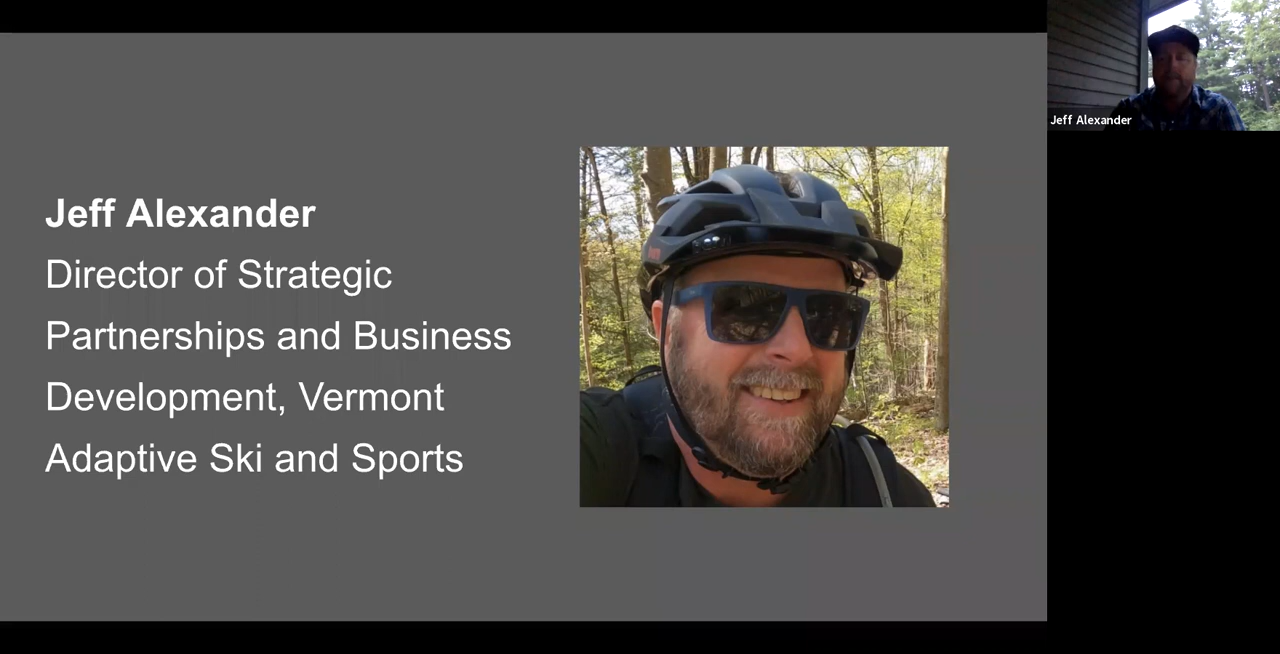 Jeff Alexander
Director of Strategic
Partnerships and Business
Development, Vermont
Adaptive Ski and Sports
Jeff Alexander